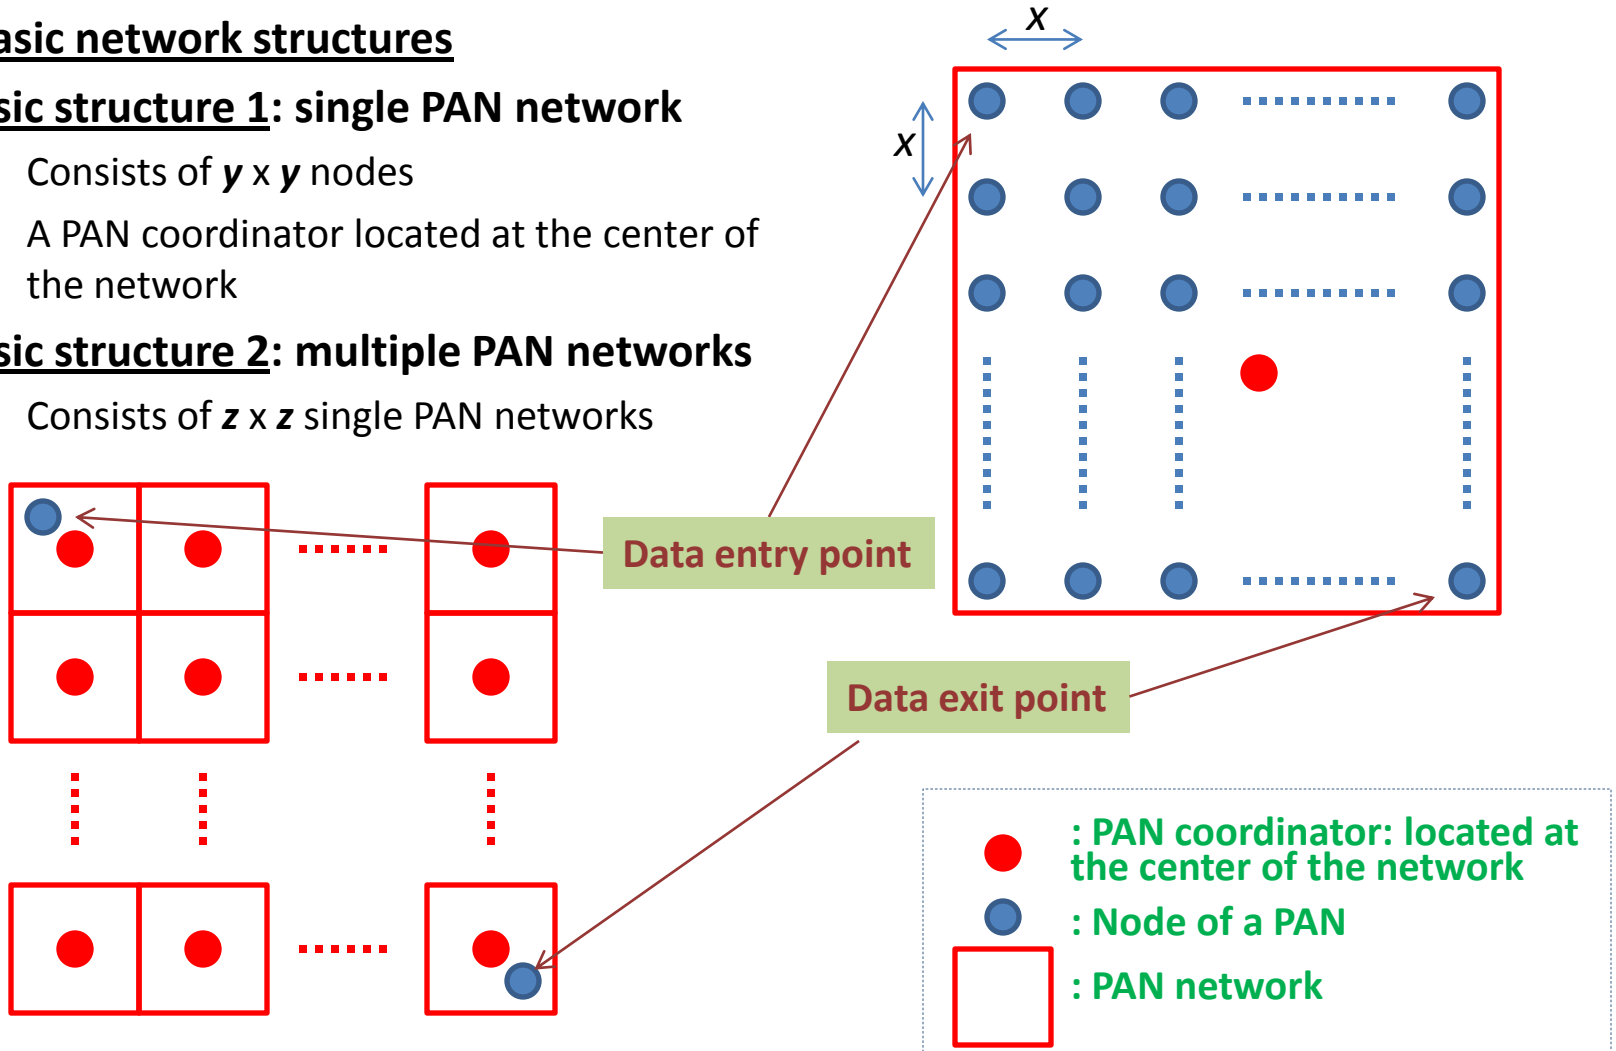 asic network structures
sic structure 1: single PAN network
Consists of y x y nodes
A PAN coordinator located at the center of
the network
sic structure 2: multiple PAN networks
Consists of z x z single PAN networks
x
x
Data entry point
Data exit point
: PAN coordinator: located at
the center of the network
: Node of a PAN
: PAN network